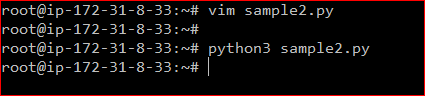 root@ip-172-31-8-33:~# vim sample2.py
root@ip-172-31-8-33:~#
root@ip-172-31-8-33:~# python3 sample2.py
root@ip-172-31-8-33:~#